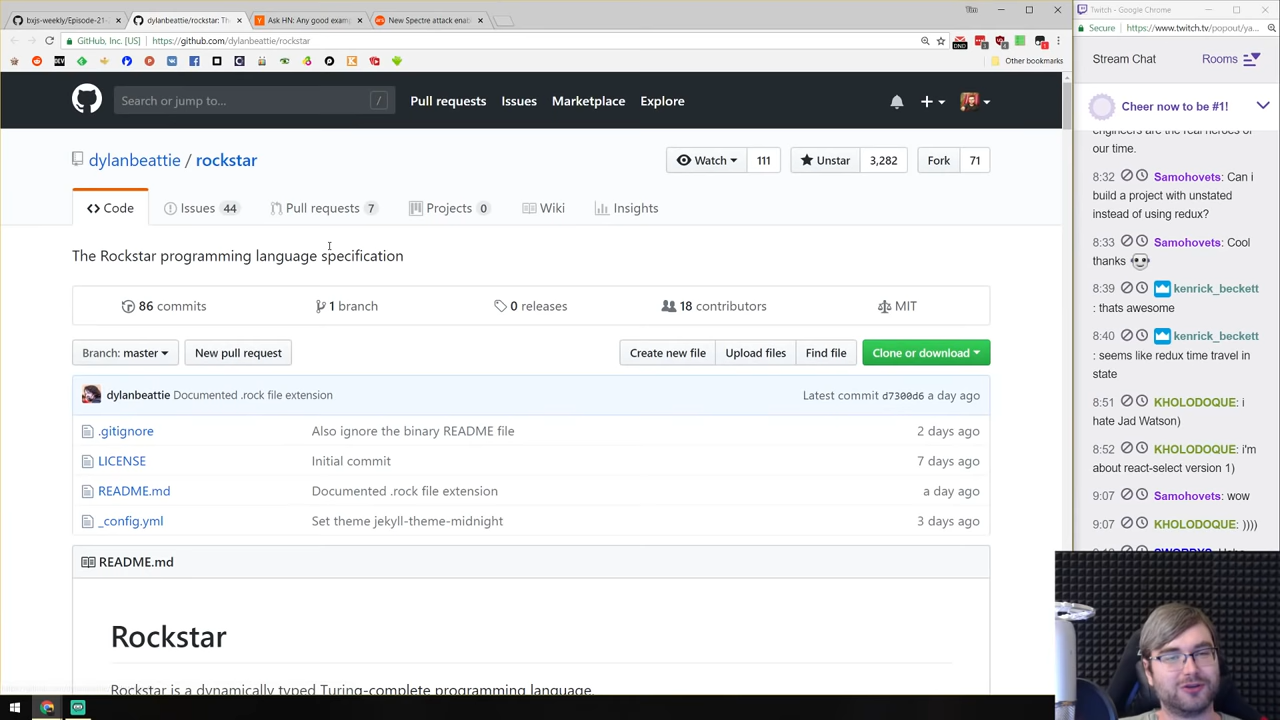 bxjs-weekly/Episode-21-
dylanbeattie/rockstar: Th
Ask HN: Any good exam
New Spectre attack enab
Tim
GitHub, Inc. [US]
https://github.com/dylanbeattie/rockstar
DEV
DND
Other bookmarks
Search or jump to...
/
Pull requests
Issues
Marketplace
Explore
dylanbeattie / rockstar
Watch 111
Unstar 3,282
Fork 71
Code
Issues 44
Pull requests 7
Projects 0
Wiki
Insights
The Rockstar programming language specification
86 commits
1 branch
0 releases
18 contributors
MIT
Branch: master
New pull request
Create new file
Upload files
Find file
Clone or download
dylanbeattie Documented .rock file extension
Latest commit d7300d6 a day ago
.gitignore
Also ignore the binary README file
2 days ago
LICENSE
Initial commit
7 days ago
README.md
Documented .rock file extension
a day ago
_config.yml
Set theme jekyll-theme-midnight
3 days ago
README.md
Rockstar
Rockstar is a dynamically typed Turing-complete programming language.
Twitch - Google Chrome
Secure
https://www.twitch.tv/popout/ya...
Stream Chat
Rooms
Cheer now to be #1!
engineers are the real heroes of
our time.
8:32 Samohovets: Can i
build a project with unstated
instead of using redux?
8:33 Samohovets: Cool
thanks
8:39 kenrick_beckett
: thats awesome
8:40 kenrick_beckett
: seems like redux time travel in
state
8:51 KHOLODOQUE: i
hate Jad Watson)
8:52 KHOLODOQUE: i'm
about react-select version 1)
9:07 Samohovets: wow
9:07 KHOLODOQUE: ))))